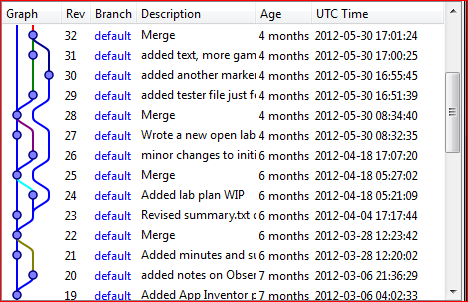 Graph Rev Branch Description Age UTC Time
32 default Merge 4 months 2012-05-30 17:01:24
31 default added text, more gam 4 months 2012-05-30 17:00:25
30 default added another marke 4 months 2012-05-30 16:55:45
29 default added tester file just fo 4 months 2012-05-30 16:51:39
28 default Merge 4 months 2012-05-30 08:34:40
27 default Wrote a new open lab 4 months 2012-05-30 08:32:35
26 default minor changes to initi 6 months 2012-04-18 17:07:20
25 default Merge 6 months 2012-04-18 05:27:02
24 default Added lab plan WIP 6 months 2012-04-18 05:21:09
23 default Revised summary.txt 6 months 2012-04-04 17:17:44
22 default Merge 6 months 2012-03-28 12:23:42
21 default Added minutes and su 6 months 2012-03-28 12:20:02
20 default added notes on Obser 7 months 2012-03-06 21:36:29
19 default Added App Inventor p 7 months 2012-03-06 04:02:33